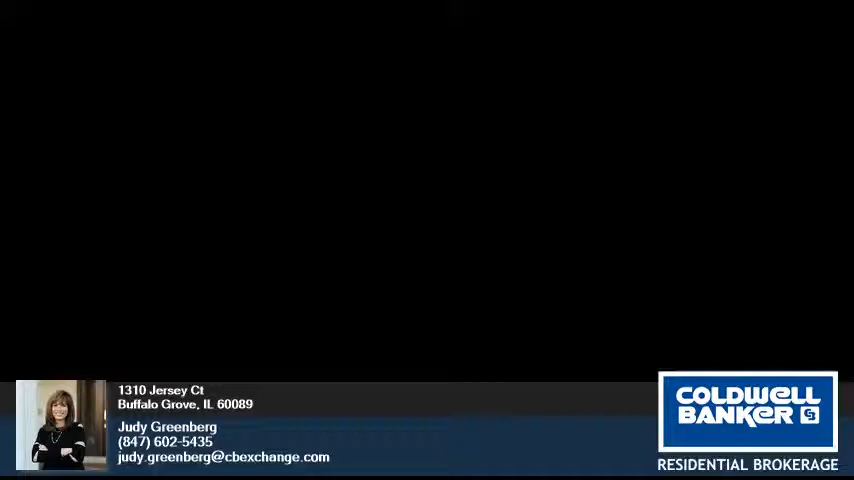 1310 Jersey Ct
Buffalo Grove, IL 60089
Judy Greenberg
(847) 602-5435
judy.greenberg@cbexchange.com
COLDWELL
BANKER CB
RESIDENTIAL BROKERAGE